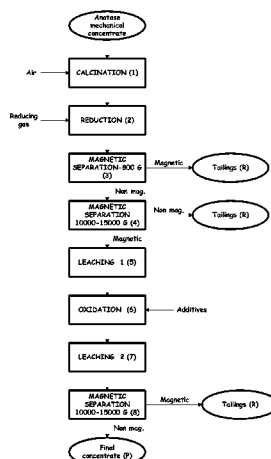 Anatase
mechanical
concentrate
Air
CALCINATION (1)
Reducing
gas
REDUCTION (2)
MAGNETIC
SEPARATION-800 G
(3)
Magnetic
Tailings (R)
Non mag.
MAGNETIC
SEPARATION
10000-15000 G (4)
Non mag.
Tailings (R)
Magnetic
LEACHING 1 (5)
OXIDATION (6)
Additives
LEACHING 2 (7)
MAGNETIC
SEPARATION
10000-15000 G (8)
Magnetic
Tailings (R)
Non mag.
Final
concentrate (P)